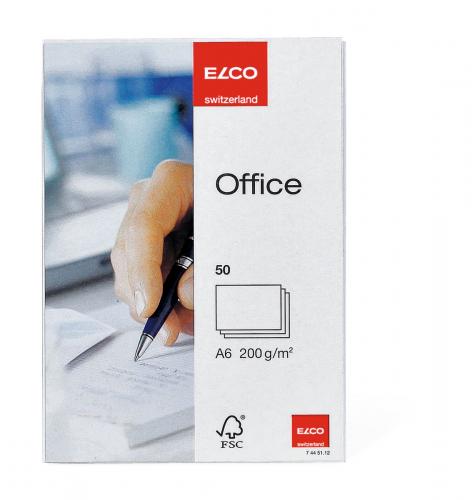 ELCO
switzerland
Office
50
A6 200 g/m²
FSC
ELCO
switzerland
7 44 51.12